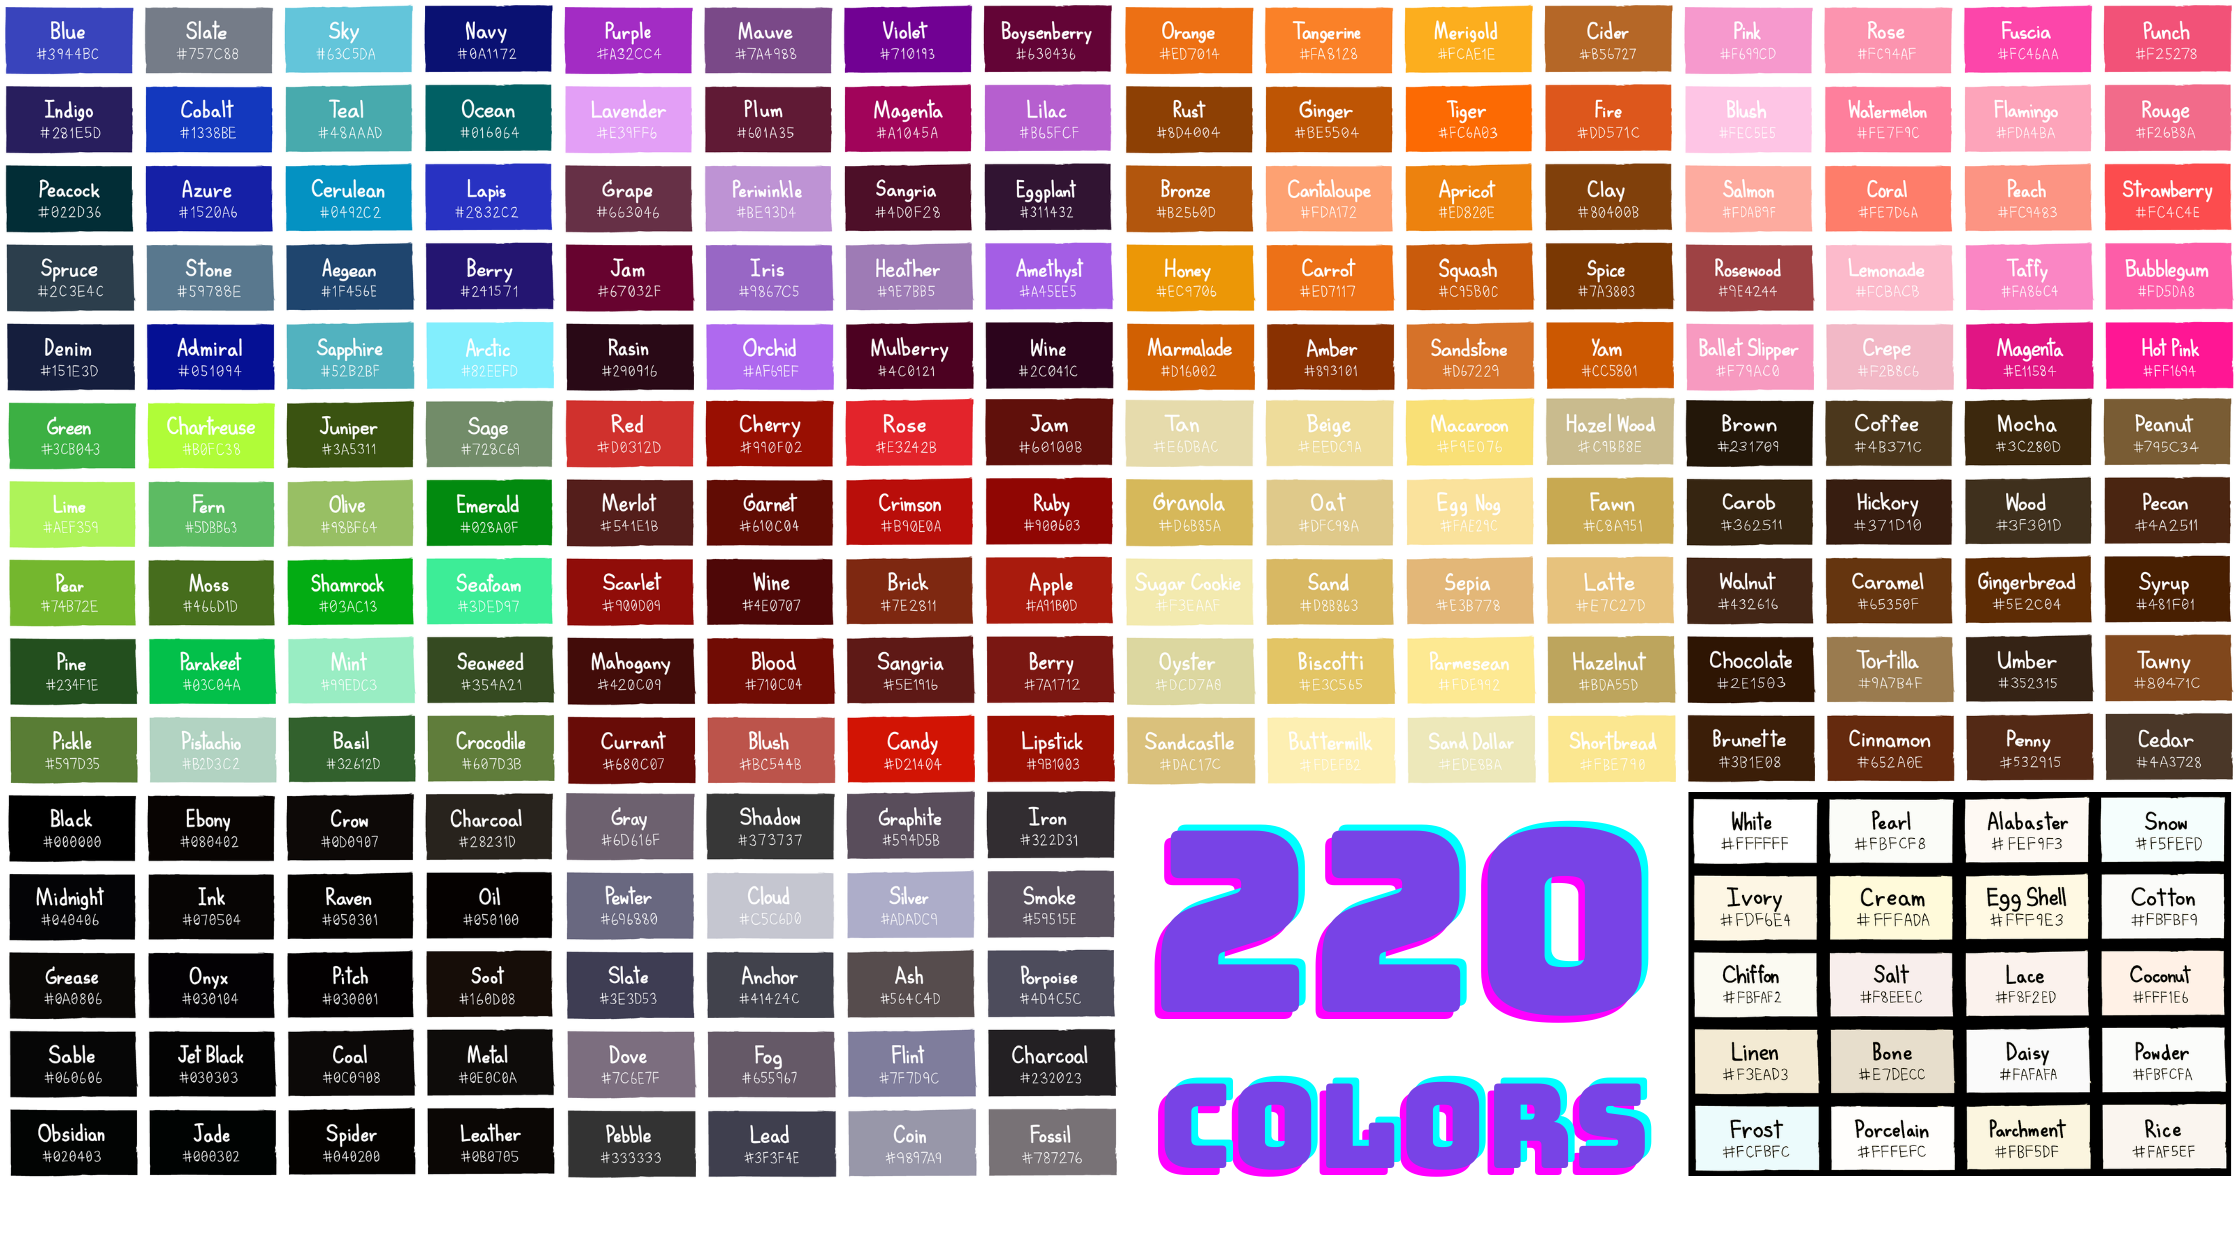 Blue Slate Sky Navy Purple Mauve Violet Boysenberry Orange Tangerine Merigold Cider Pink Rose Fuscia Punch
#3944BC #757C88 #63C5DA #0A1172 #A32CC4 #7A4988 #710193 #630436 #ED7014 #FA8128 #FCAE1E #B56727 #F699CD #FC94AF #FC46AA #F25278
Indigo Cobalt Teal Ocean Lavender Plum Magenta Lilac Rust Ginger Tiger Fire Blush Watermelon Flamingo Rouge
#281E5D #1338BE #48AAAD #016064 #E39FF6 #601A35 #A1045A #B65FCF #8D4004 #BE5504 #FC6A03 #DD571C #FEC5E5 #FE7F9C #FDA4BA #F26B8A
Peacock Azure Cerulean Lapis Grape Periwinkle Sangria Eggplant Bronze Cantaloupe Apricot Clay Salmon Coral Peach Strawberry
#022D36 #1520A6 #0492C2 #2832C2 #663046 #BE93D4 #4D0F28 #311432 #B2560D #FDA172 #ED820E #80400B #FDAB9F #FE7D6A #FC9483 #FC4C4E
Spruce Stone Aegean Berry Jam Iris Heather Amethyst Honey Carrot Squash Spice Rosewood Lemonade Taffy Bubblegum
#2C3E4C #59788E #1F456E #241571 #67032F #9867C5 #9E7BB5 #A45EE5 #EC9706 #ED7117 #C95B0C #7A3803 #9E4244 #FCBACB #FA86C4 #FD5DA8
Denim Admiral Sapphire Arctic Rasin Orchid Mulberry Wine Marmalade Amber Sandstone Yam Ballet Slipper Crepe Magenta Hot Pink
#151E3D #051094 #52B2BF #82EEFD #290916 #AF69EF #4C0121 #2C041C #D16002 #893101 #D67229 #CC5801 #F79AC0 #F2B8C6 #E11584 #FF1694
Green Chartreuse Juniper Sage Red Cherry Rose Jam Tan Beige Macaroon Hazel Wood Brown Coffee Mocha Peanut
#3CB043 #B0FC38 #3A5311 #728C69 #D0312D #990F02 #E3242B #60100B #E6DBAC #EEDC9A #F9E076 #C9BB8E #231709 #4B371C #3C280D #795C34
Lime Fern Olive Emerald Merlot Garnet Crimson Ruby Granola Oat Egg Nog Fawn Carob Hickory Wood Pecan
#AEF359 #5DBB63 #98BF64 #028A0F #541E1B #610C04 #B90E0A #900603 #D6B85A #DFC98A #FAE29C #C8A951 #362511 #371D10 #3F301D #4A2511
Pear Moss Shamrock Seafoam Scarlet Wine Brick Apple Sugar Cookie Sand Sepia Latte Walnut Caramel Gingerbread Syrup
#74B72E #466D1D #03AC13 #3DED97 #900D09 #4E0707 #7E2811 #A91B0D #F3EAAF #D8B863 #E3B778 #E7C27D #432616 #65350F #5E2C04 #481F01
Pine Parakeet Mint Seaweed Mahogany Blood Sangria Berry Oyster Biscotti Parmesean Hazelnut Chocolate Tortilla Umber Tawny
#234F1E #03C04A #99EDC3 #354A21 #420C09 #710C04 #5E1916 #7A1712 #DCD7A0 #E3C565 #FDE992 #BDA55D #2E1503 #9A7B4F #352315 #80471C
Pickle Pistachio Basil Crocodile Currant Blush Candy Lipstick Sandcastle Buttermilk Sand Dollar Shortbread Brunette Cinnamon Penny Cedar
#597D35 #B2D3C2 #32612D #607D3B #680C07 #BC544B #D21404 #9B1003 #DAC17C #FDEFB2 #EDE8BA #FBE790 #3B1E08 #652A0E #532915 #4A3728
Black Ebony Crow Charcoal Gray Shadow Graphite Iron
#000000 #080402 #0D0907 #28231D #6D616F #373737 #594D5B #322D31
Midnight Ink Raven Oil Pewter Cloud Silver Smoke
#040406 #070504 #050301 #050100 #696880 #C5C6D0 #ADADC9 #59515E
Grease Onyx Pitch Soot Slate Anchor Ash Porpoise
#0A0806 #030104 #030001 #160D08 #3E3D53 #41424C #564C4D #4D4C5C
Sable Jet Black Coal Metal Dove Fog Flint Charcoal
#060606 #030303 #0C0908 #0E0C0A #7C6E7F #655967 #7F7D9C #232023
Obsidian Jade Spider Leather Pebble Lead Coin Fossil
#020403 #000302 #040200 #0B0705 #333333 #3F3F4E #9897A9 #787276
220
COLORS
White Pearl Alabaster Snow
#FFFFFF #FBFCF8 #FEF9F3 #F5FEFD
Ivory Cream Egg Shell Cotton
#FDF6E4 #FFFADA #FFF9E3 #FBFBF9
Chiffon Salt Lace Coconut
#FBFAF2 #F8EEEC #F8F2ED #FFF1E6
Linen Bone Daisy Powder
#F3EAD3 #E7DECC #FAFAFA #FBFCFA
Frost Porcelain Parchment Rice
#FCFBFC #FFFEFC #FBF5DF #FAF5EF